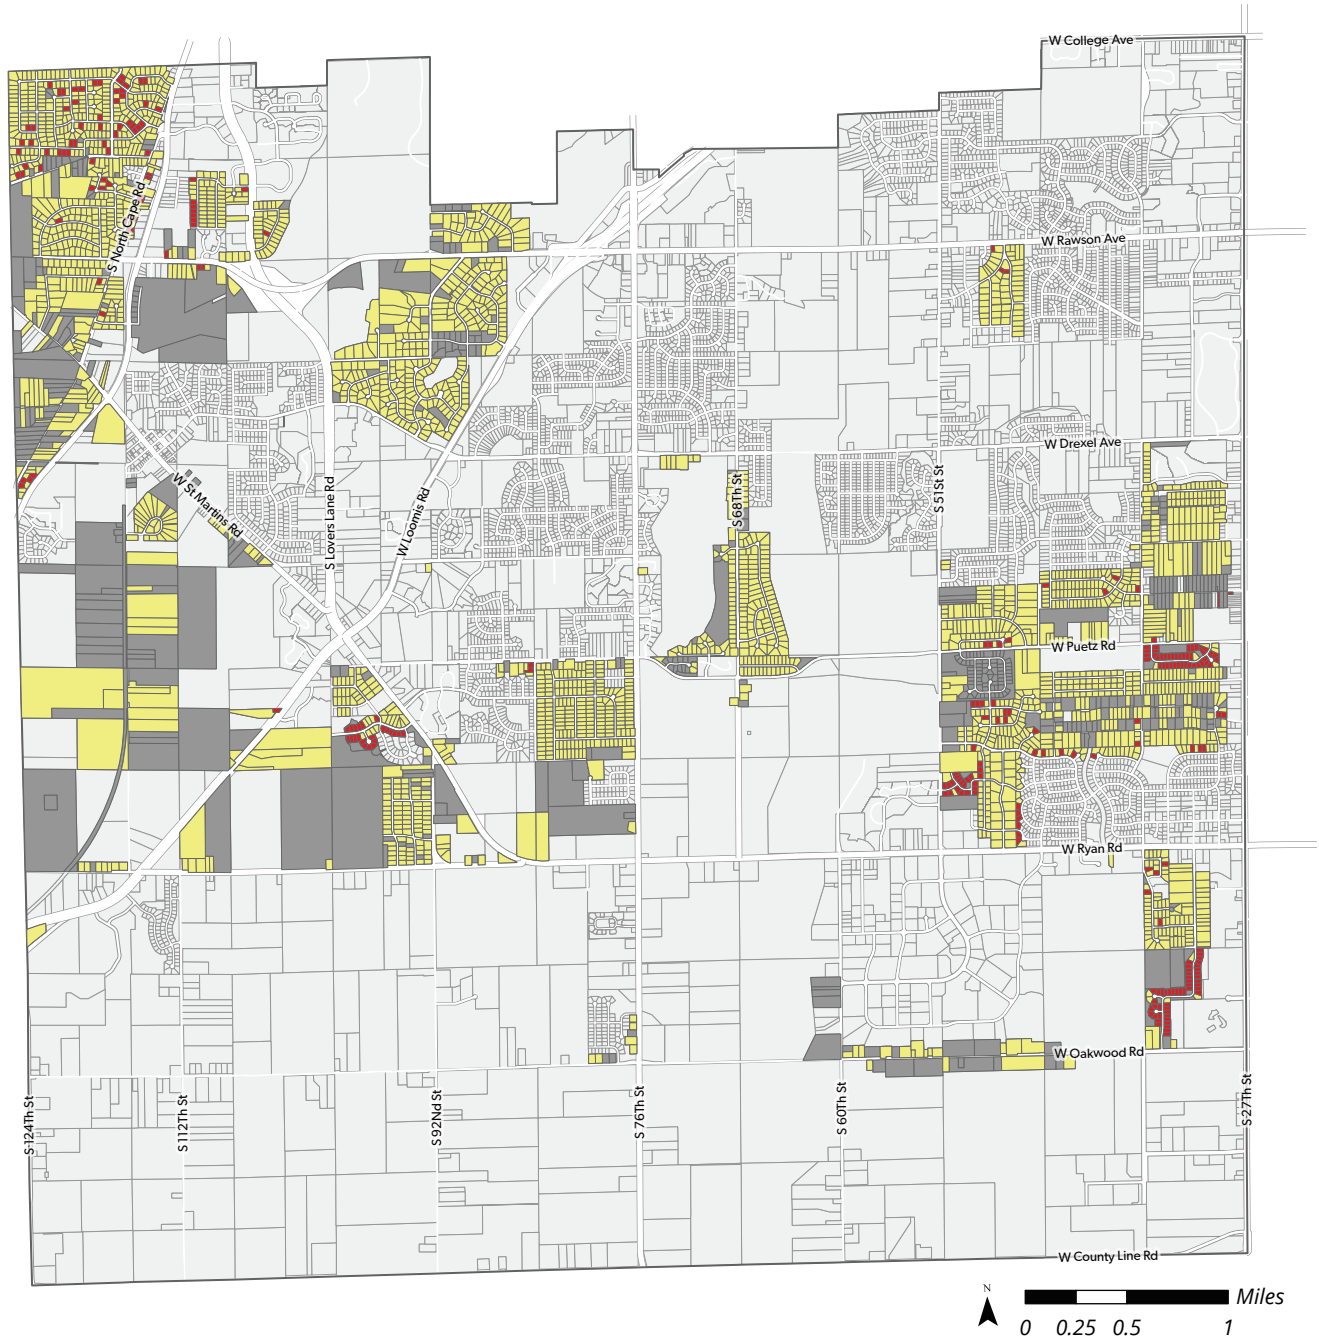 W College Ave
S North Cape Rd
W Rawson Ave
W Drexel Ave
W St Martins Rd
S Lovers Lane Rd
W Loomis Rd
S 68Th St
S 51St St
W Puetz Rd
W Ryan Rd
W Oakwood Rd
S 124Th St
S 112Th St
S 92Nd St
S 76Th St
S 60Th St
S 27Th St
W County Line Rd
N
Miles
0 0.25 0.5 1